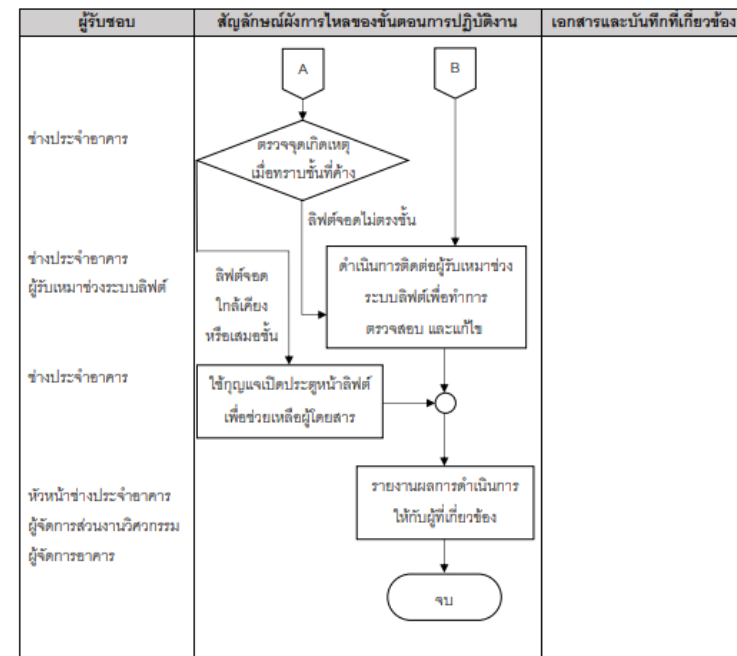 ผู้รับชอบ
สัญลักษณ์ผังการไหลของขั้นตอนการปฏิบัติงาน
เอกสารและบันทึกที่เกี่ยวข้อง
A
B
ช่างประจำอาคาร
ตรวจจุดเกิดเหตุ
เมื่อทราบชั้นที่ค้าง
ลิฟต์จอดไม่ตรงชั้น
ช่างประจำอาคาร
ผู้รับเหมาช่วงระบบลิฟต์
ลิฟต์จอด
ใกล้เคียง
หรือเสมอชั้น
ดำเนินการติดต่อผู้รับเหมาช่วง
ระบบลิฟต์เพื่อทำการ
ตรวจสอบ และแก้ไข
ช่างประจำอาคาร
ใช้กุญแจเปิดประตูหน้าลิฟต์
เพื่อช่วยเหลือผู้โดยสาร
หัวหน้าช่างประจำอาคาร
ผู้จัดการส่วนงานวิศวกรรม
ผู้จัดการอาคาร
รายงานผลการดำเนินการ
ให้กับผู้ที่เกี่ยวข้อง
จบ